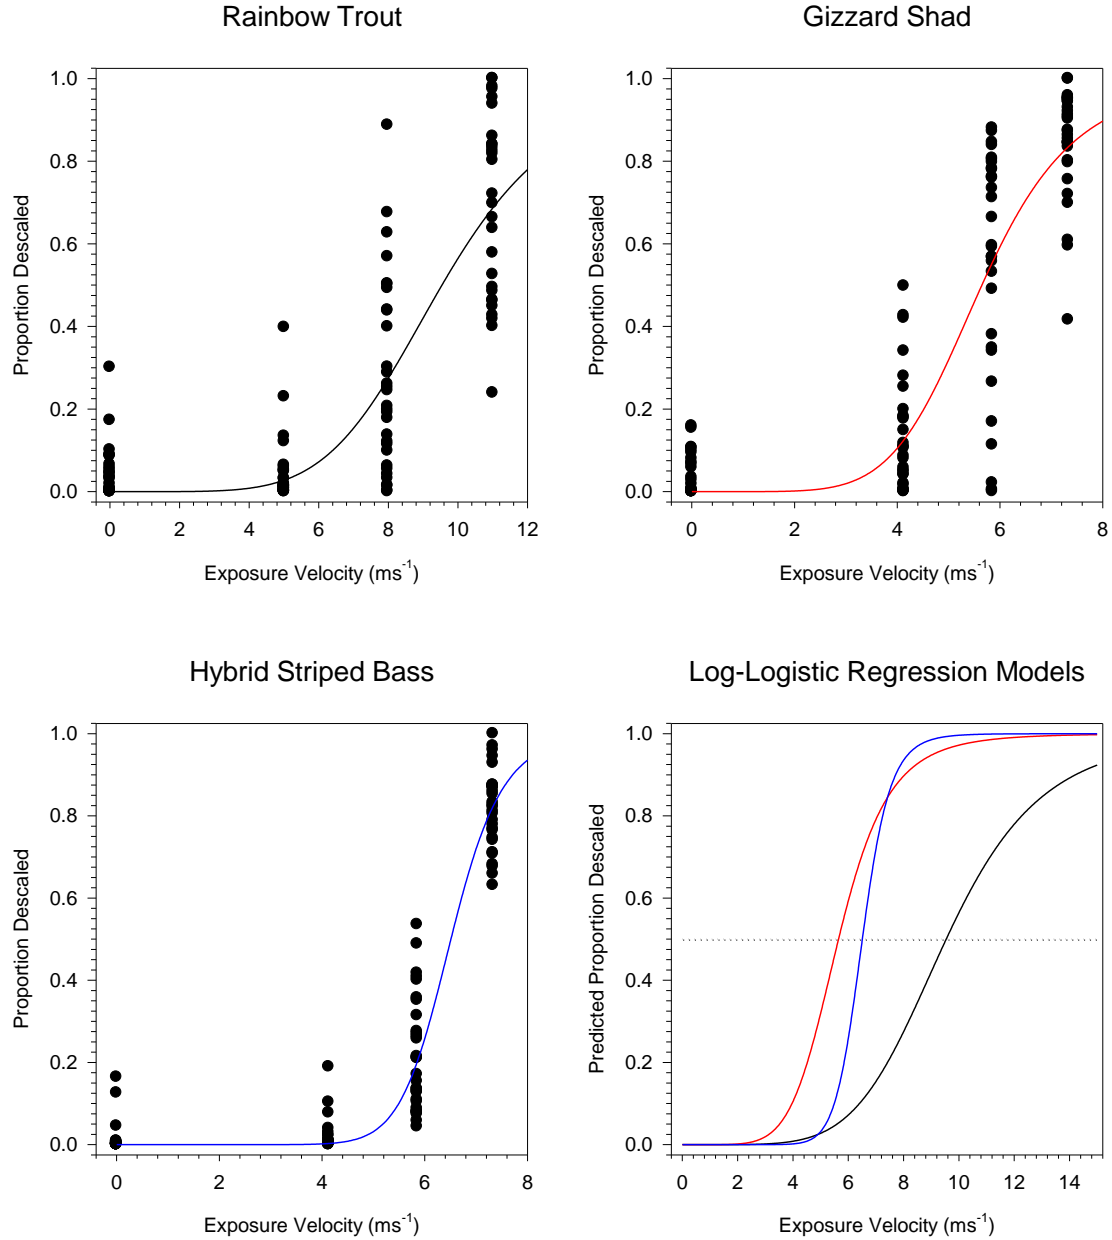 Rainbow Trout
Gizzard Shad
1.0
0.8
0.6
0.4
0.2
0.0
Proportion Descaled
0 2 4 6 8 10 12
Exposure Velocity (ms⁻¹)
1.0
0.8
0.6
0.4
0.2
0.0
Proportion Descaled
0 2 4 6 8
Exposure Velocity (ms⁻¹)
Hybrid Striped Bass
Log-Logistic Regression Models
1.0
0.8
0.6
0.4
0.2
0.0
Proportion Descaled
0 2 4 6 8
Exposure Velocity (ms⁻¹)
1.0
0.8
0.6
0.4
0.2
0.0
Predicted Proportion Descaled
0 2 4 6 8 10 12 14
Exposure Velocity (ms⁻¹)